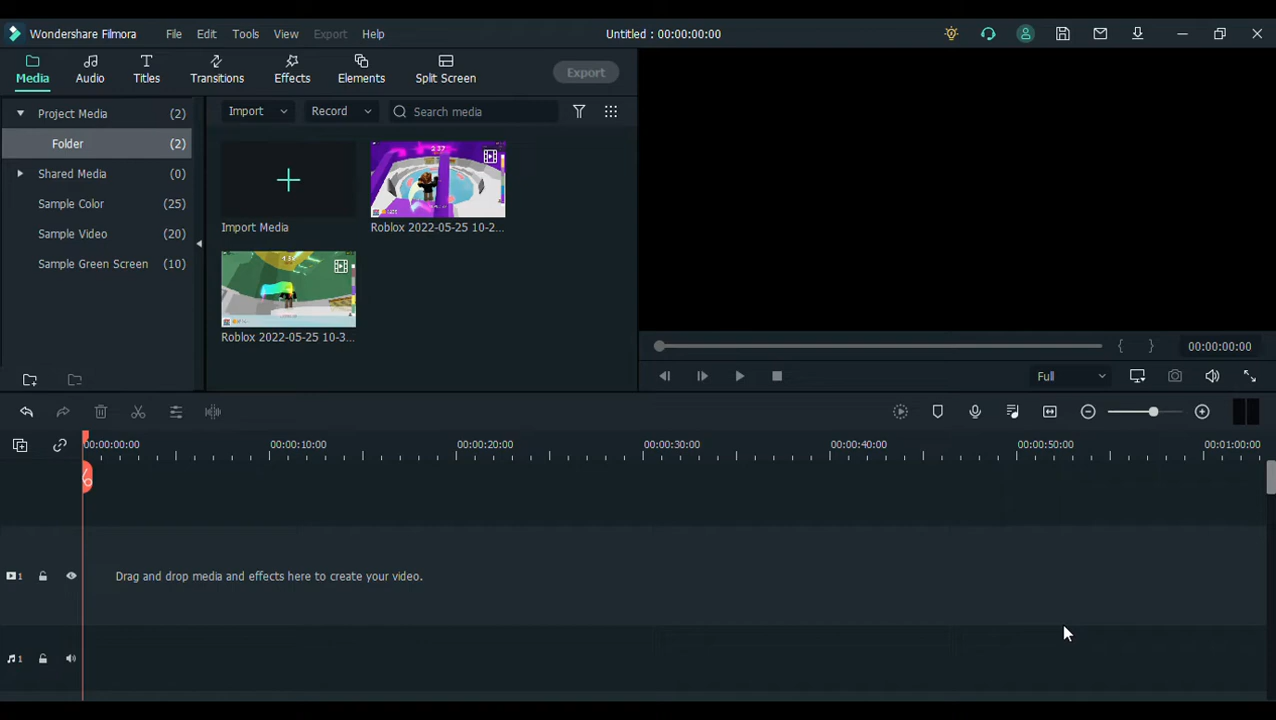 Wondershare Filmora File Edit Tools View Export Help Untitled : 00:00:00:00
Media Audio Titles Transitions Effects Elements Split Screen Export
Project Media (2)
Folder (2)
Shared Media (0)
Sample Color (25)
Sample Video (20)
Sample Green Screen (10)
Import Record Search media
Import Media
Roblox 2022-05-25 10-2...
Roblox 2022-05-25 10-3...
00:00:00:00
Full
00:00:00:00 00:00:10:00 00:00:20:00 00:00:30:00 00:00:40:00 00:00:50:00 00:01:00:00
1 Drag and drop media and effects here to create your video.
1